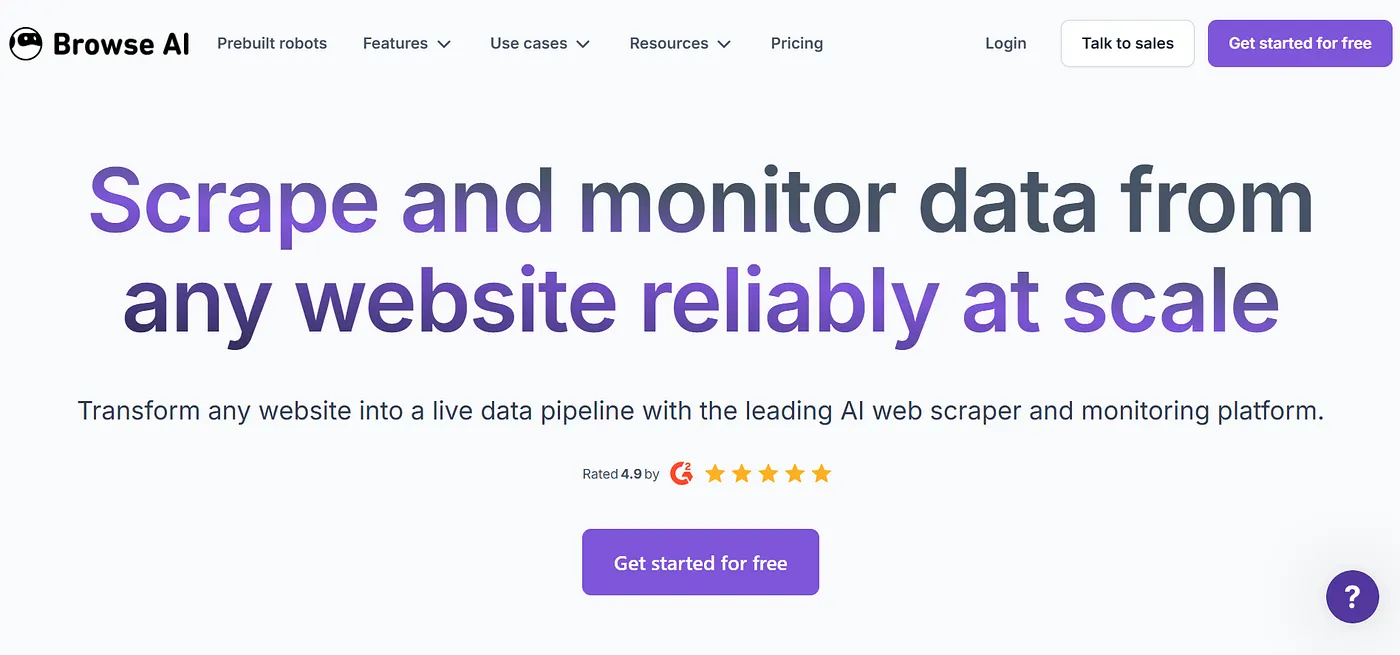 Browse AI Prebuilt robots Features Use cases Resources Pricing Login Talk to sales Get started for free
Scrape and monitor data from
any website reliably at scale
Transform any website into a live data pipeline with the leading AI web scraper and monitoring platform.
Rated 4.9 by G2
Get started for free
?